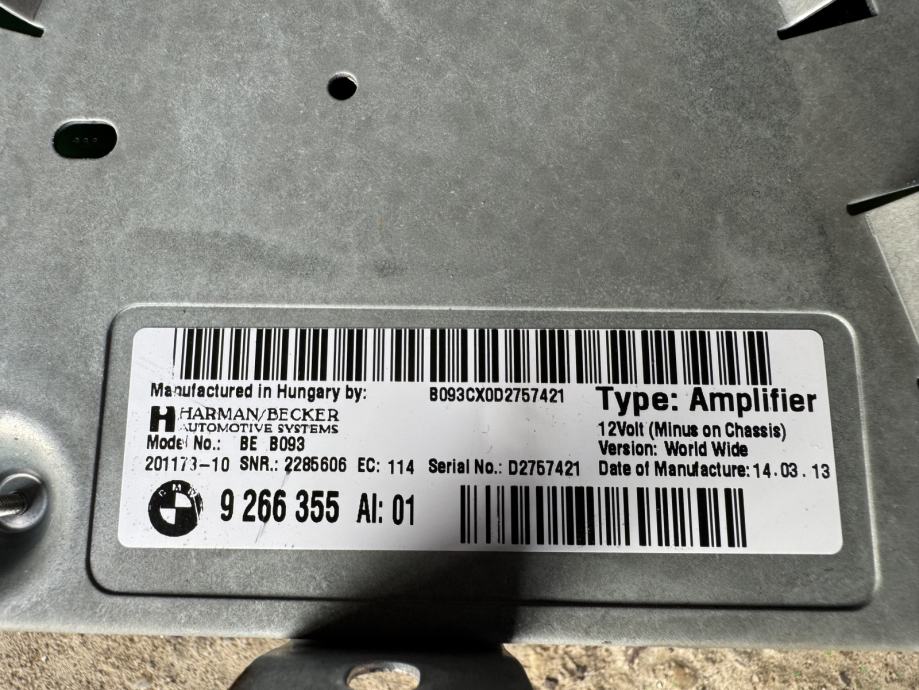 Manufactured in Hungary by:
B093CX0D2757421
Type: Amplifier
HARMAN/BECKER
AUTOMOTIVE SYSTEMS
12Volt (Minus on Chassis)
Model No.: BE B093
Version: World Wide
201173-10 SNR.: 2285606 EC: 114 Serial No.: D2757421 Date of Manufacture: 14.03.13
BMW
9 266 355 AI: 01